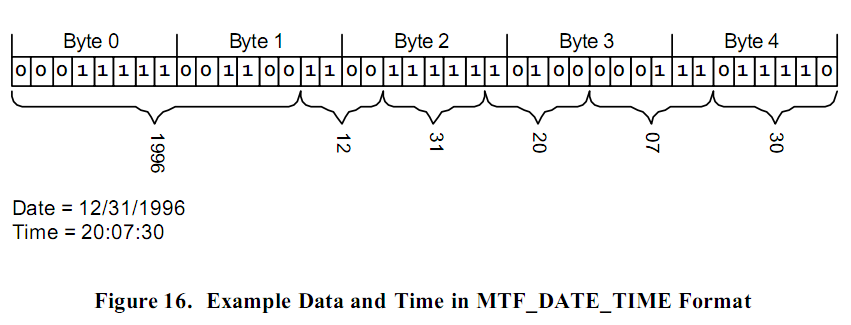 Byte 0 Byte 1 Byte 2 Byte 3 Byte 4
0 0 0 1 1 1 1 1 0 0 1 1 0 0 1 1 0 0 1 1 1 1 1 1 0 1 0 0 0 0 0 1 1 1 0 1 1 1 1 0
1996 12 31 20 07 30
Date = 12/31/1996
Time = 20:07:30
Figure 16. Example Data and Time in MTF_DATE_TIME Format